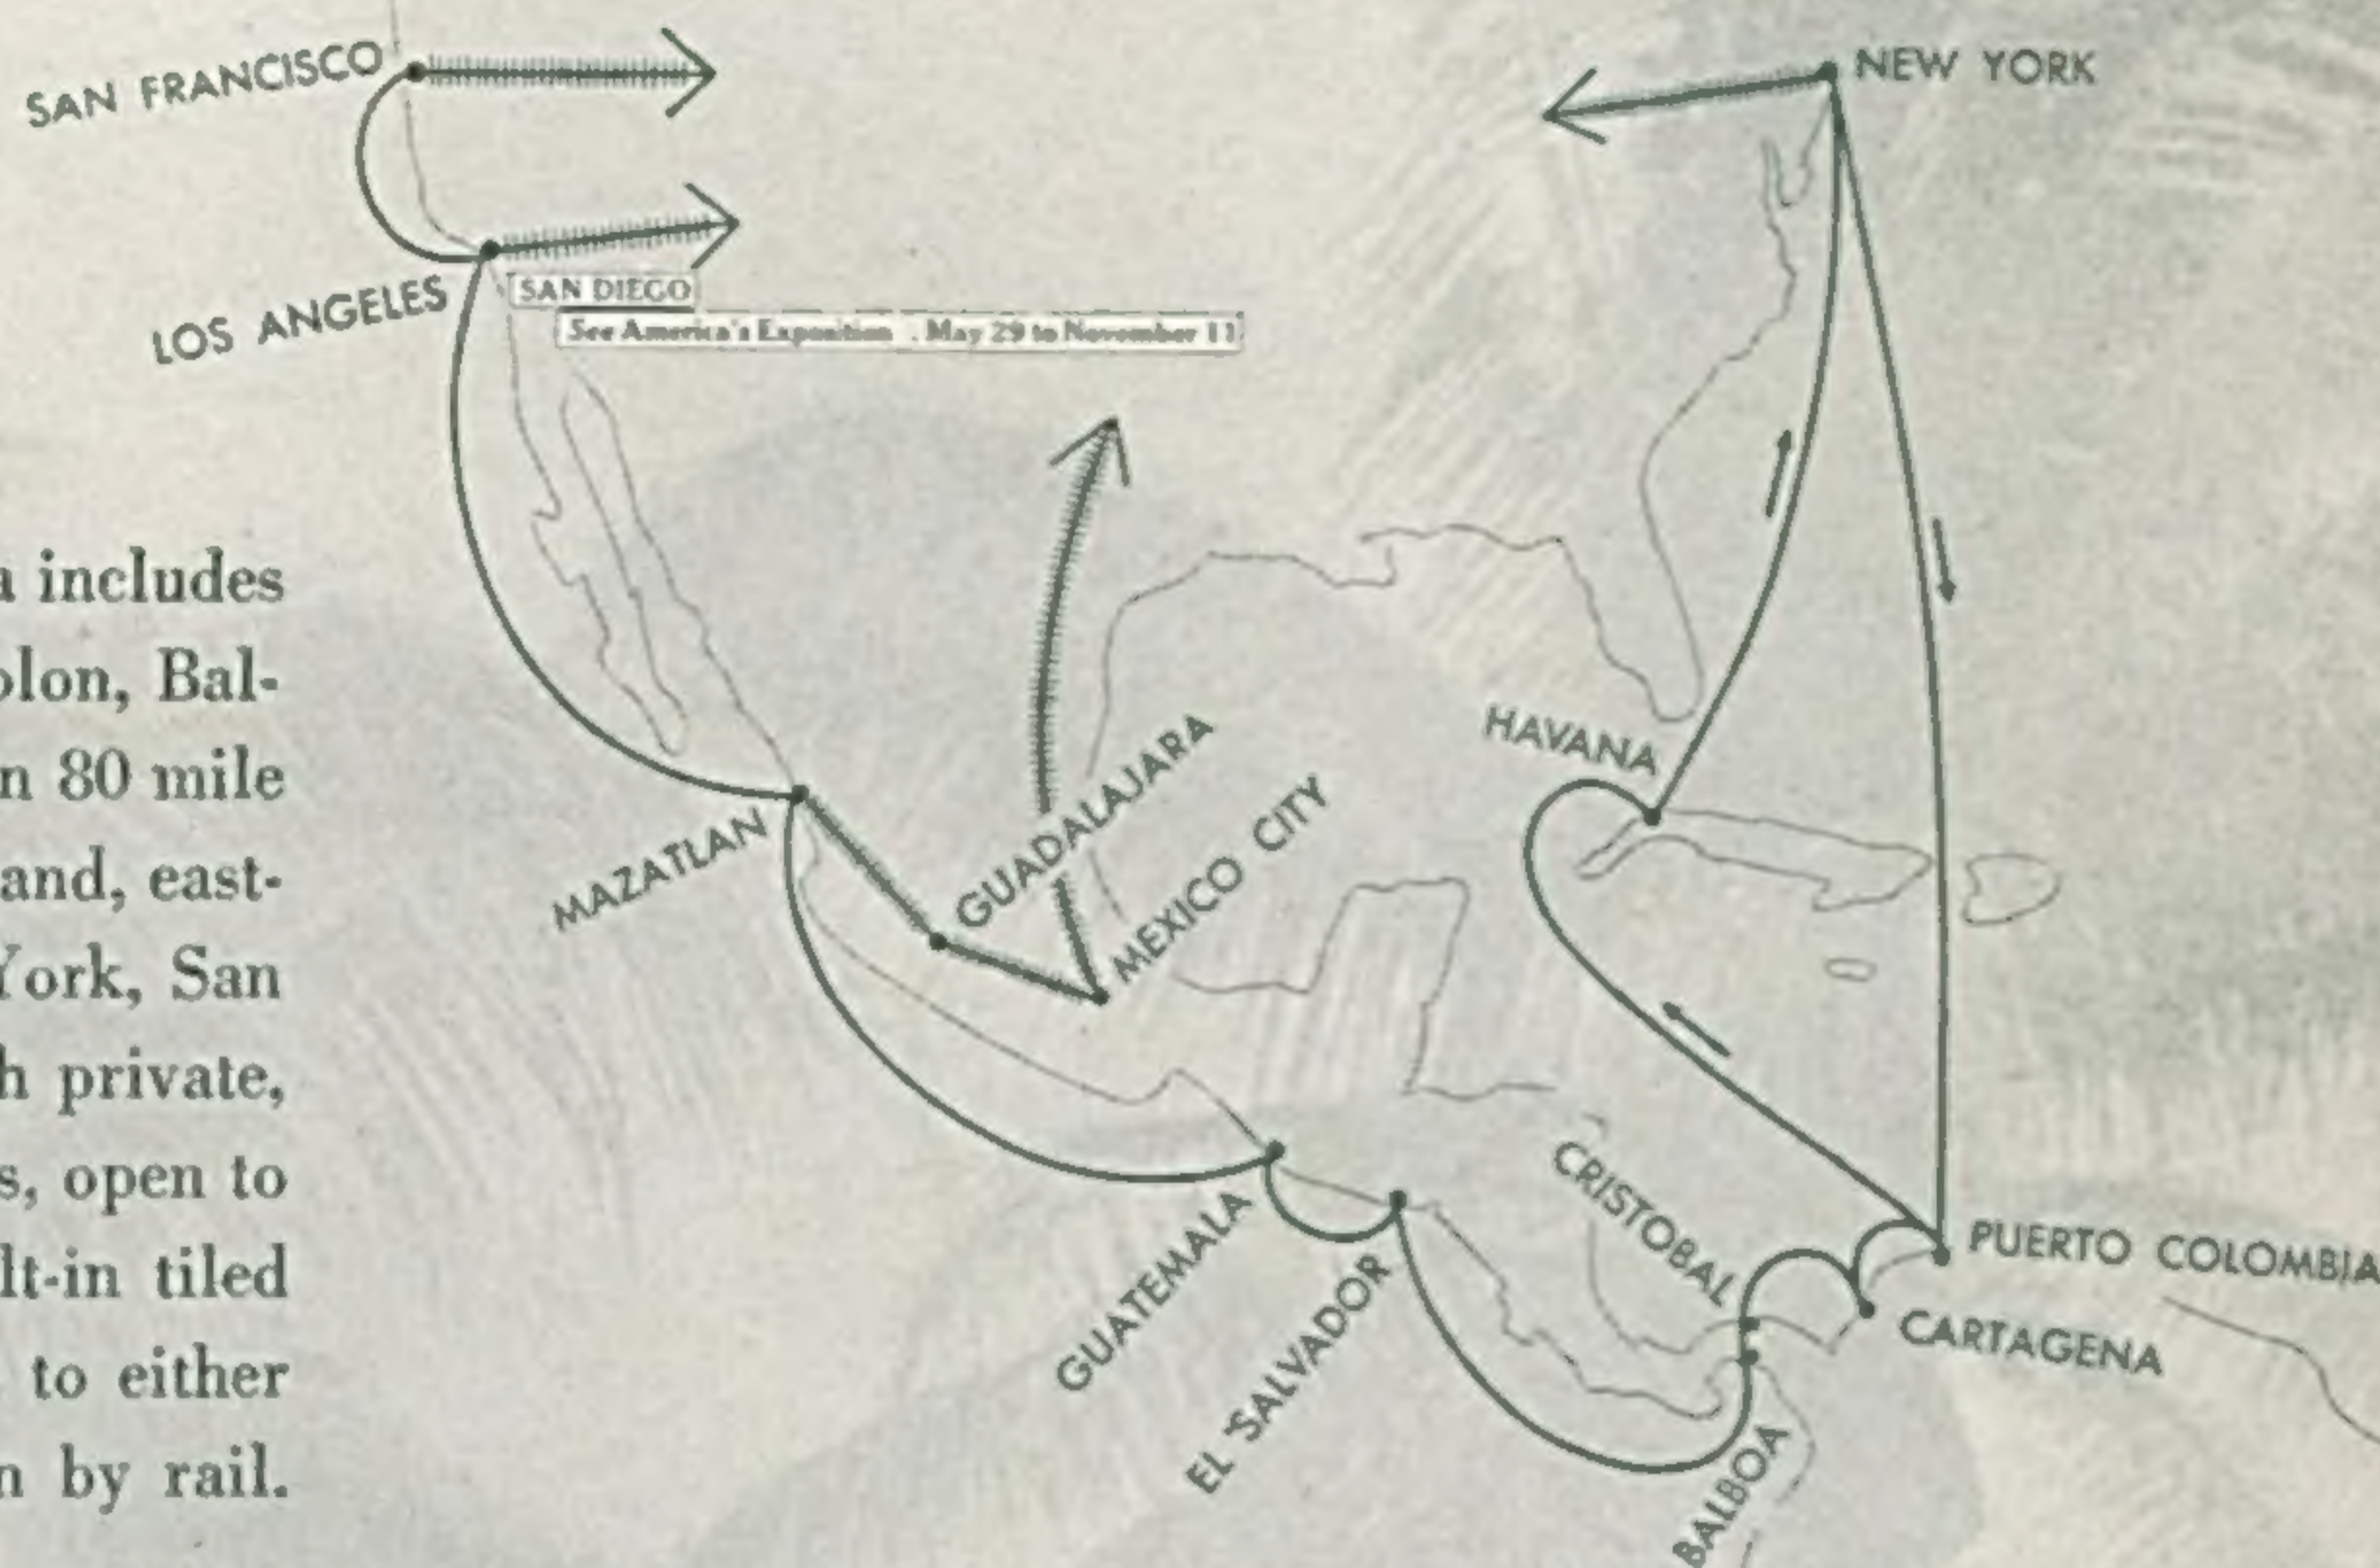 SAN FRANCISCO
NEW YORK
LOS ANGELES
SAN DIEGO
See America's Exposition . May 29 to November 11
a includes
olon, Bal-
n 80 mile
and, east-
York, San
h private,
s, open to
lt-in tiled
to either
n by rail.
HAVANA
GUADALAJARA
MEXICO CITY
MAZATLAN
CRISTOBAL
PUERTO COLOMBIA
GUATEMALA
EL SALVADOR
CARTAGENA
BALBOA